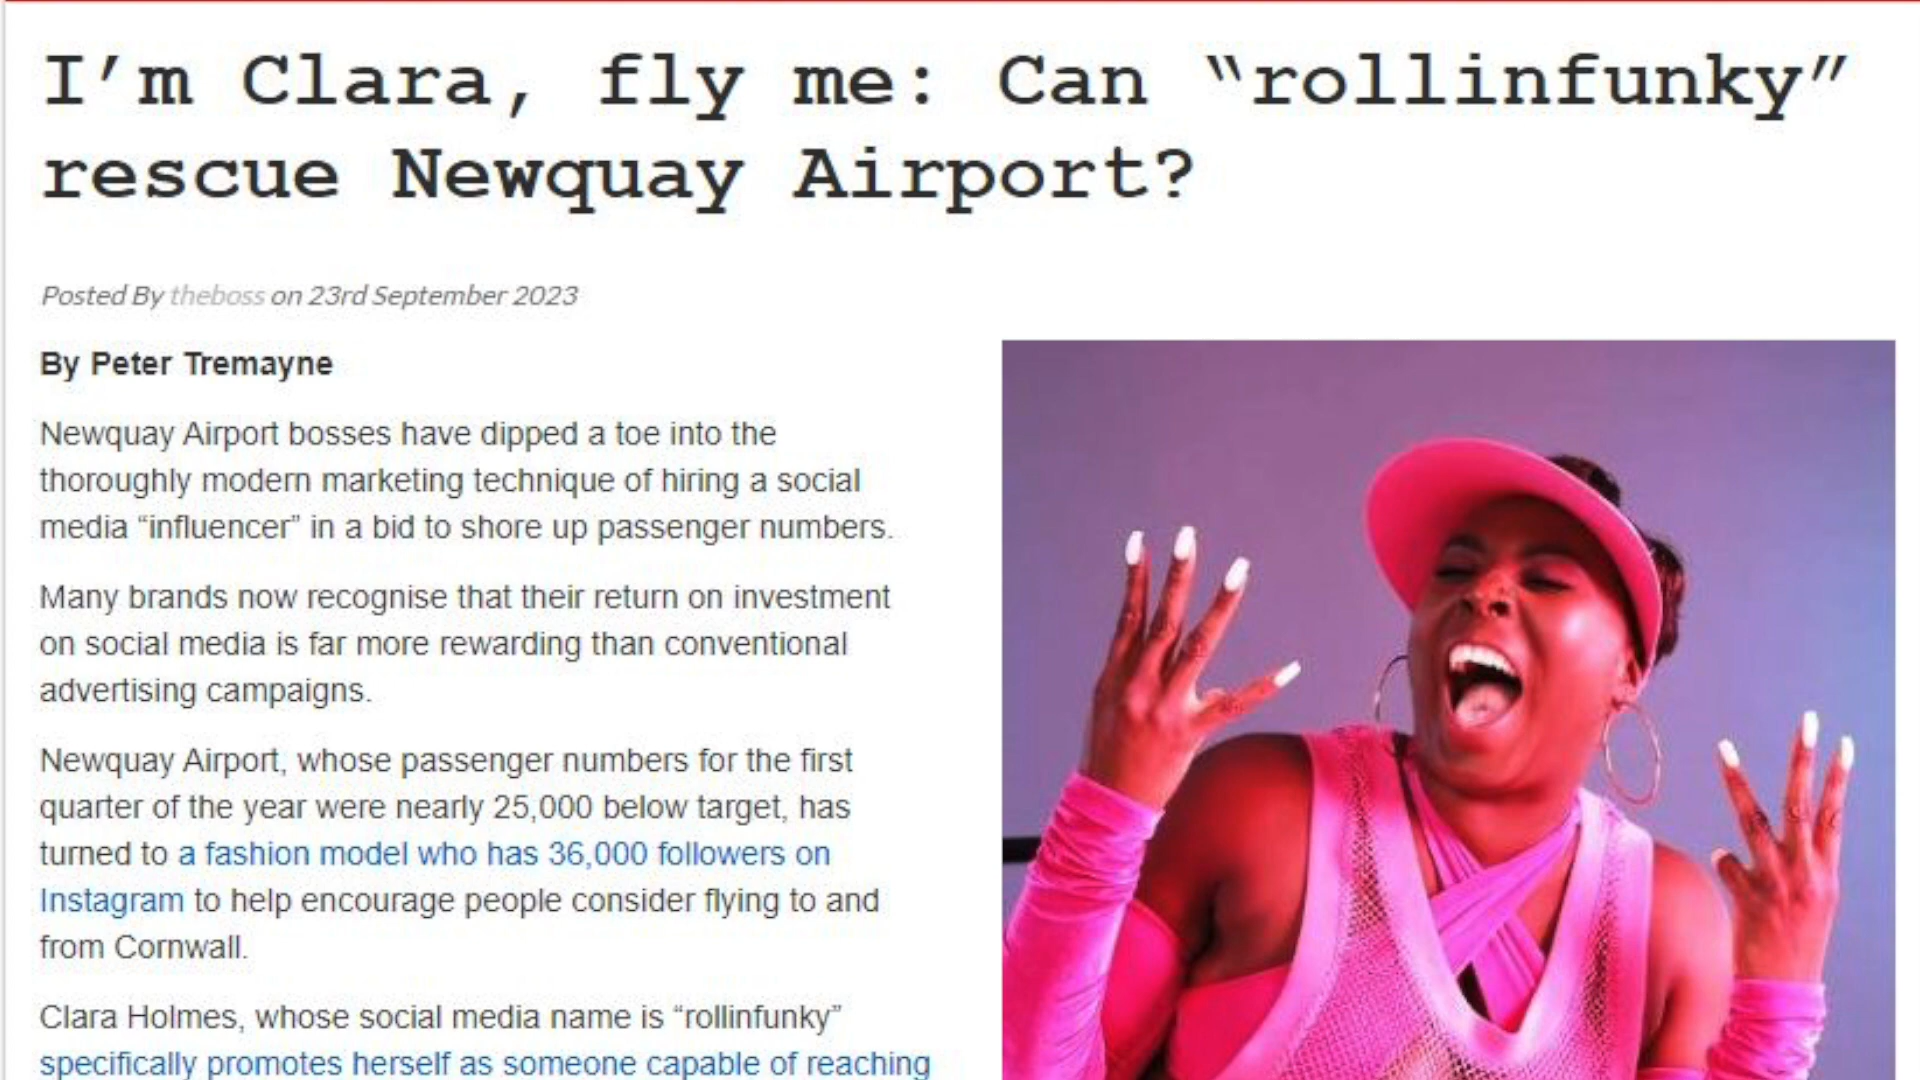 I’m Clara, fly me: Can “rollinfunky”
rescue Newquay Airport?
Posted By theboss on 23rd September 2023
By Peter Tremayne
Newquay Airport bosses have dipped a toe into the
thoroughly modern marketing technique of hiring a social
media “influencer” in a bid to shore up passenger numbers.
Many brands now recognise that their return on investment
on social media is far more rewarding than conventional
advertising campaigns.
Newquay Airport, whose passenger numbers for the first
quarter of the year were nearly 25,000 below target, has
turned to a fashion model who has 36,000 followers on
Instagram to help encourage people consider flying to and
from Cornwall.
Clara Holmes, whose social media name is “rollinfunky”
specifically promotes herself as someone capable of reaching